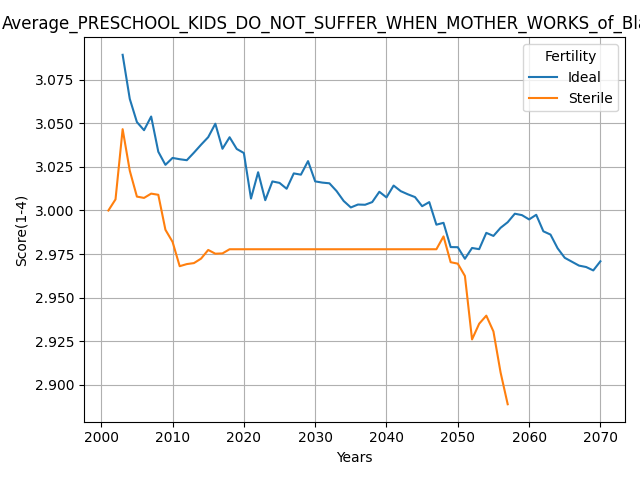 Average_PRESCHOOL_KIDS_DO_NOT_SUFFER_WHEN_MOTHER_WORKS_of_Bla
Fertility
Ideal
Sterile
Score(1-4)
3.075
3.050
3.025
3.000
2.975
2.950
2.925
2.900
2000 2010 2020 2030 2040 2050 2060 2070
Years